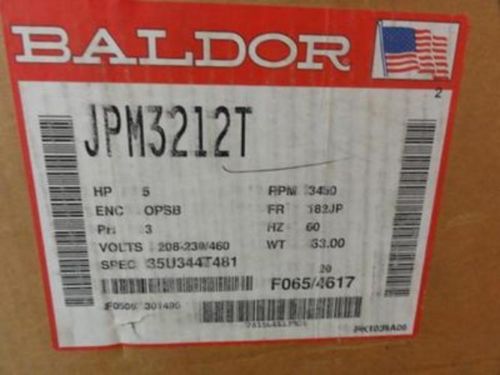 BALDOR
2
JPM3212T
HP 5 RPM 3450
ENC OPSB FR 182JP
PH 3 HZ 60
VOLTS 208-230/460 WT 53.00
SPEC 35U344T481
20
F065/4617